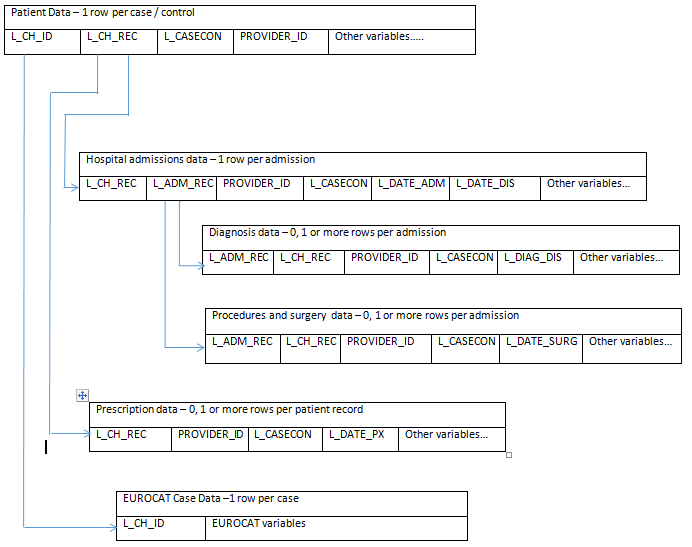 Patient Data – 1 row per case / control
L_CH_ID L_CH_REC L_CASECON PROVIDER_ID Other variables.....
Hospital admissions data – 1 row per admission
L_CH_REC L_ADM_REC PROVIDER_ID L_CASECON L_DATE_ADM L_DATE_DIS Other variables...
Diagnosis data – 0, 1 or more rows per admission
L_ADM_REC L_CH_REC PROVIDER_ID L_CASECON L_DIAG_DIS Other variables...
Procedures and surgery data – 0, 1 or more rows per admission
L_ADM_REC L_CH_REC PROVIDER_ID L_CASECON L_DATE_SURG Other variables...
Prescription data – 0, 1 or more rows per patient record
L_CH_REC PROVIDER_ID L_CASECON L_DATE_PX Other variables...
EUROCAT Case Data –1 row per case
L_CH_ID EUROCAT variables